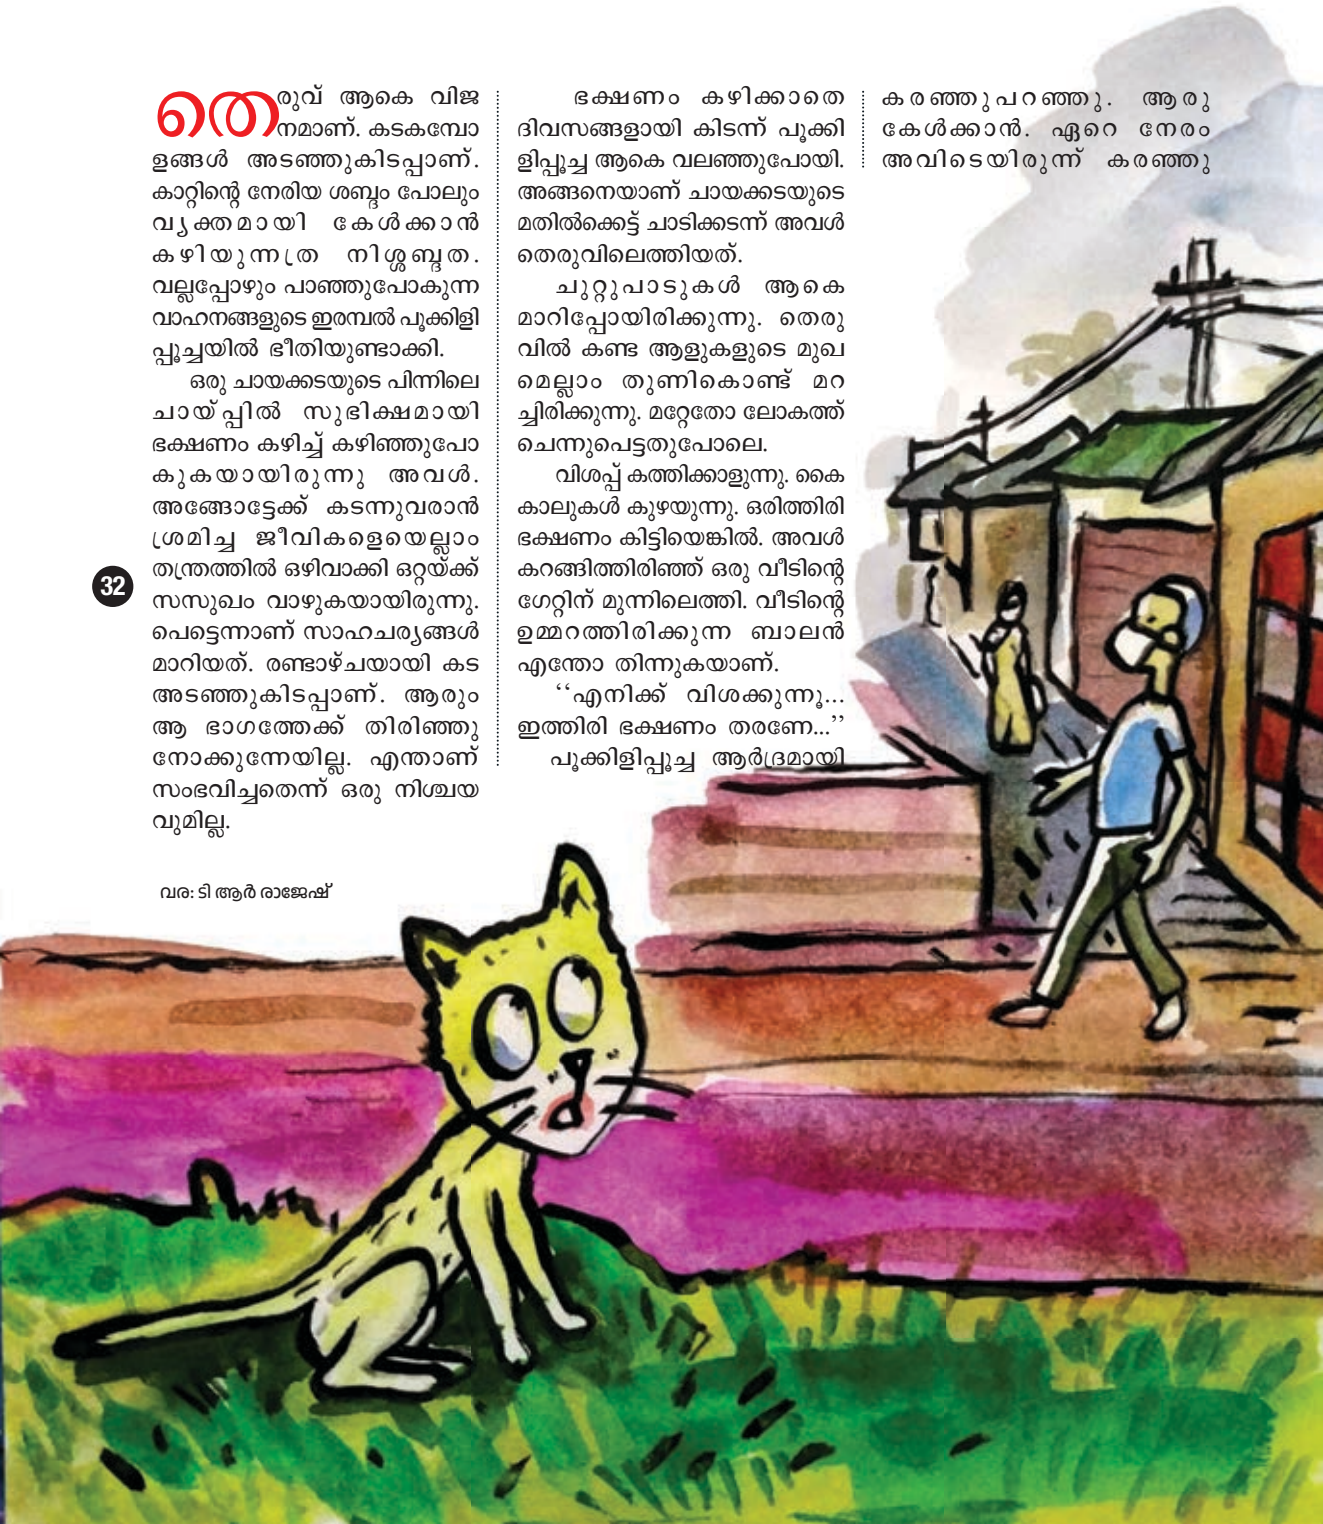 തെരുവ് ആകെ വിജ
നമാണ്. കടകമ്പോ
ളങ്ങൾ അടഞ്ഞുകിടപ്പാണ്.
കാറ്റിന്റെ നേരിയ ശബ്ദം പോലും
വ്യക്തമായി കേൾക്കാൻ
കഴിയുന്നത്ര നിശ്ശബ്ദത.
വല്ലപ്പോഴും പാഞ്ഞുപോകുന്ന
വാഹനങ്ങളുടെ ഇരമ്പൽ പൂക്കിളി
പ്പൂച്ചയിൽ ഭീതിയുണ്ടാക്കി.
ഒരു ചായക്കടയുടെ പിന്നിലെ
ചായ്പ്പിൽ സുഭിക്ഷമായി
ഭക്ഷണം കഴിച്ച് കഴിഞ്ഞുപോ
കുകയായിരുന്നു അവൾ.
അങ്ങോട്ടേക്ക് കടന്നുവരാൻ
ശ്രമിച്ച ജീവികളെയെല്ലാം
തന്ത്രത്തിൽ ഒഴിവാക്കി ഒറ്റയ്ക്ക്
സസുഖം വാഴുകയായിരുന്നു.
പെട്ടെന്നാണ് സാഹചര്യങ്ങൾ
മാറിയത്. രണ്ടാഴ്ചയായി കട
അടഞ്ഞുകിടപ്പാണ്. ആരും
ആ ഭാഗത്തേക്ക് തിരിഞ്ഞു
നോക്കുന്നേയില്ല. എന്താണ്
സംഭവിച്ചതെന്ന് ഒരു നിശ്ചയ
വുമില്ല.
വര: ടി ആർ രാജേഷ്
32
ഭക്ഷണം കഴിക്കാതെ
ദിവസങ്ങളായി കിടന്ന് പൂക്കി
ളിപ്പൂച്ച ആകെ വലഞ്ഞുപോയി.
അങ്ങനെയാണ് ചായക്കടയുടെ
മതിൽക്കെട്ട് ചാടിക്കടന്ന് അവൾ
തെരുവിലെത്തിയത്.
ചുറ്റുപാടുകൾ ആകെ
മാറിപ്പോയിരിക്കുന്നു. തെരു
വിൽ കണ്ട ആളുകളുടെ മുഖ
മെല്ലാം തുണികൊണ്ട് മറ
ച്ചിരിക്കുന്നു. മറ്റേതോ ലോകത്ത്
ചെന്നുപെട്ടതുപോലെ.
വിശപ്പ് കത്തിക്കാളുന്നു. കൈ
കാലുകൾ കുഴയുന്നു. ഒരിത്തിരി
ഭക്ഷണം കിട്ടിയെങ്കിൽ. അവൾ
കറങ്ങിത്തിരിഞ്ഞ് ഒരു വീടിന്റെ
ഗേറ്റിന് മുന്നിലെത്തി. വീടിന്റെ
ഉമ്മറത്തിരിക്കുന്ന ബാലൻ
എന്തോ തിന്നുകയാണ്.
‘‘എനിക്ക് വിശക്കുന്നൂ...
ഇത്തിരി ഭക്ഷണം തരണേ...’’
പൂക്കിളിപ്പൂച്ച ആർദ്രമായി
കരഞ്ഞുപറഞ്ഞു. ആരു
കേൾക്കാൻ. ഏറെ നേരം
അവിടെയിരുന്ന് കരഞ്ഞു